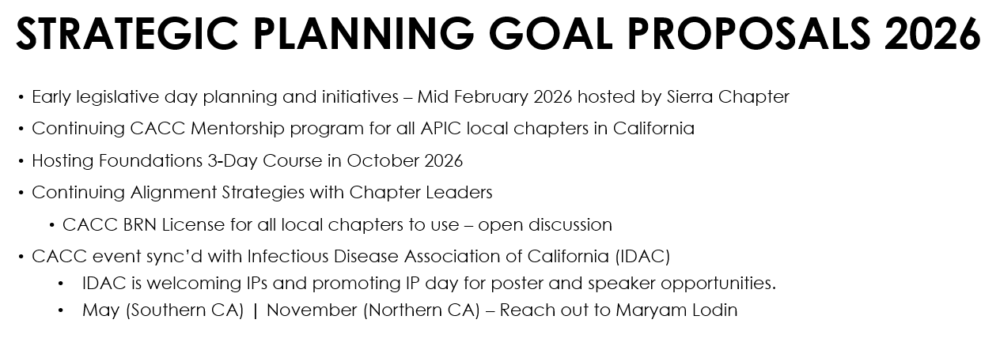 STRATEGIC PLANNING GOAL PROPOSALS 2026
• Early legislative day planning and initiatives – Mid February 2026 hosted by Sierra Chapter
• Continuing CACC Mentorship program for all APIC local chapters in California
• Hosting Foundations 3-Day Course in October 2026
• Continuing Alignment Strategies with Chapter Leaders
• CACC BRN License for all local chapters to use – open discussion
• CACC event sync’d with Infectious Disease Association of California (IDAC)
• IDAC is welcoming IPs and promoting IP day for poster and speaker opportunities.
• May (Southern CA) | November (Northern CA) – Reach out to Maryam Lodin